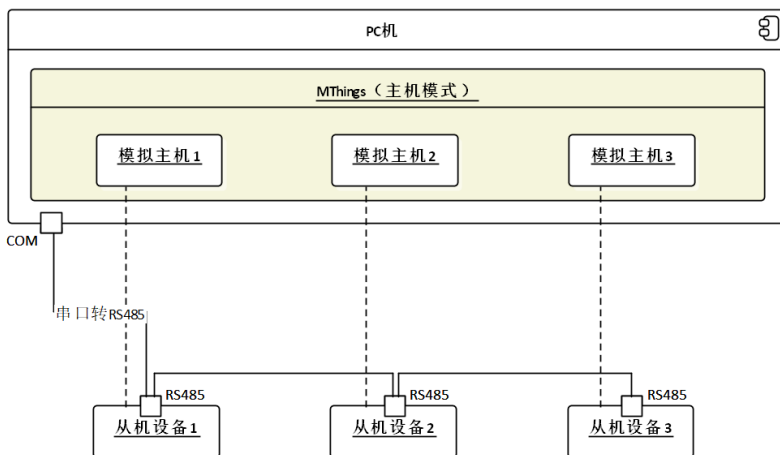 PC机
MThings（主机模式）
模拟主机1
模拟主机2
模拟主机3
COM
串口转RS485
RS485
RS485
RS485
从机设备1
从机设备2
从机设备3